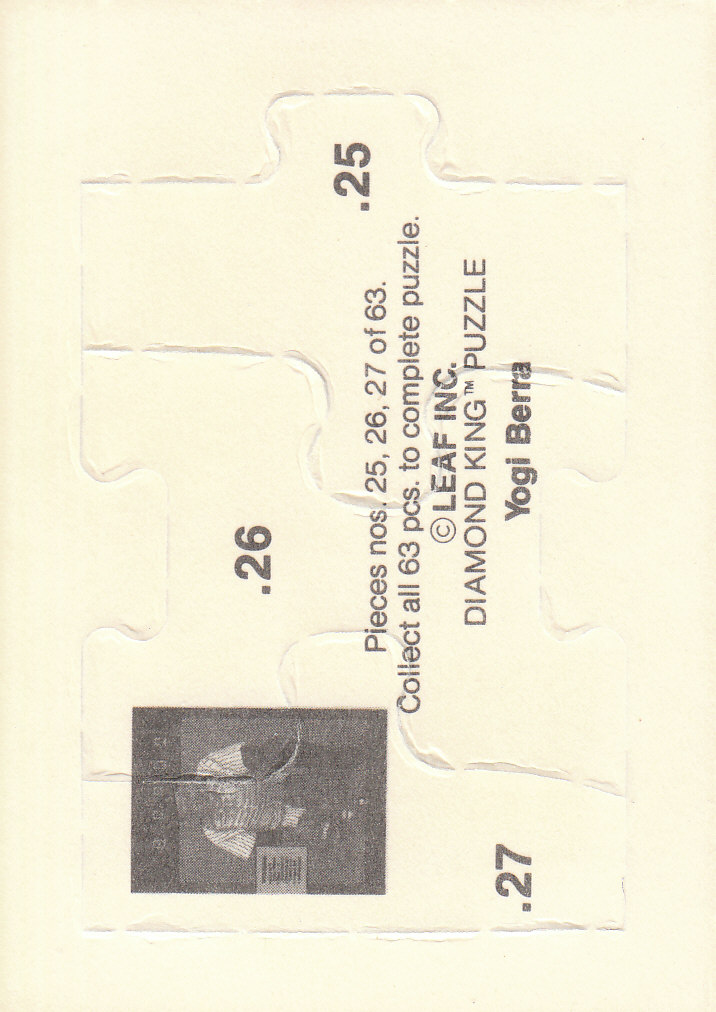 .25
Pieces nos. 25, 26, 27 of 63.
Collect all 63 pcs. to complete puzzle.
© LEAF INC.
DIAMOND KING™ PUZZLE
Yogi Berra
.26
.27